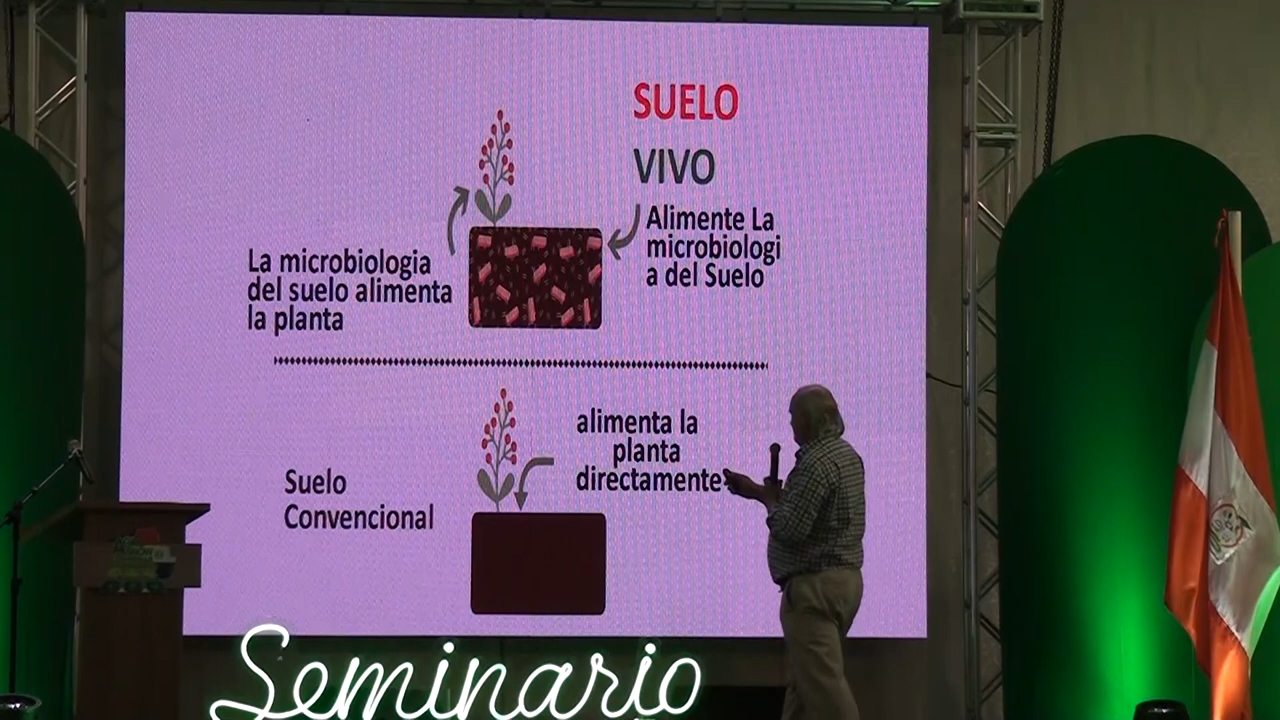 SUELO
VIVO
Alimente La
microbiologi
a del Suelo
La microbiologia
del suelo alimenta
la planta
alimenta la
planta
directamente
Suelo
Convencional
Seminario